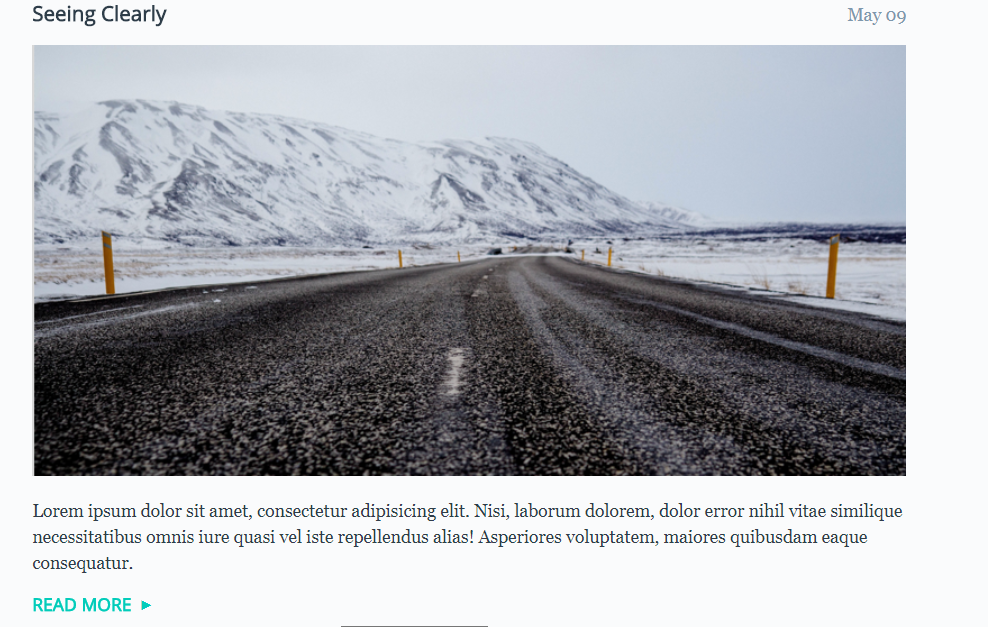 Seeing Clearly
May 09
Lorem ipsum dolor sit amet, consectetur adipisicing elit. Nisi, laborum dolorem, dolor error nihil vitae similique
necessitatibus omnis iure quasi vel iste repellendus alias! Asperiores voluptatem, maiores quibusdam eaque
consequatur.
READ MORE ►